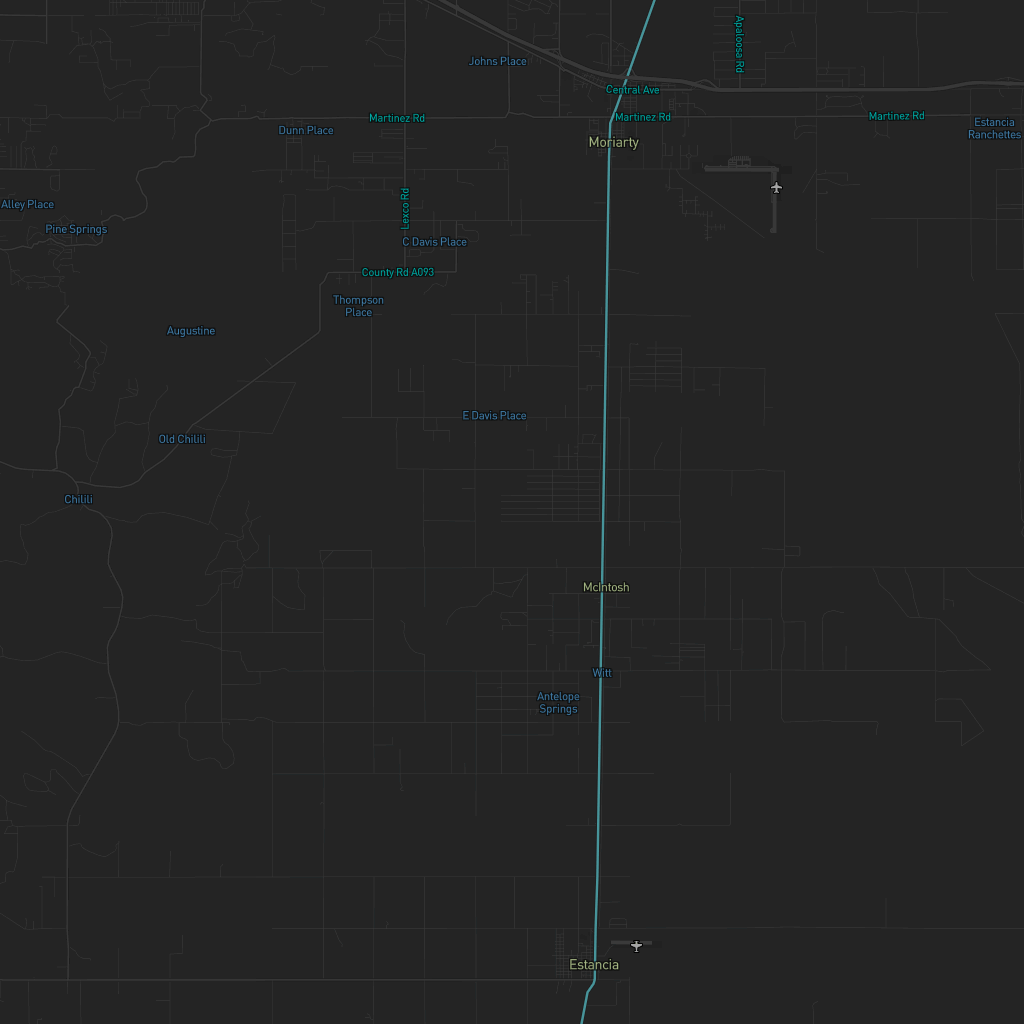 Apaloosa Rd
Johns Place
Central Ave
Martinez Rd
Martinez Rd
Martinez Rd
Estancia
Ranchettes
Dunn Place
Moriarty
Alley Place
Lexco Rd
Pine Springs
C Davis Place
County Rd A093
Thompson
Place
Augustine
E Davis Place
Old Chilili
Chilili
McIntosh
Witt
Antelope
Springs
Estancia